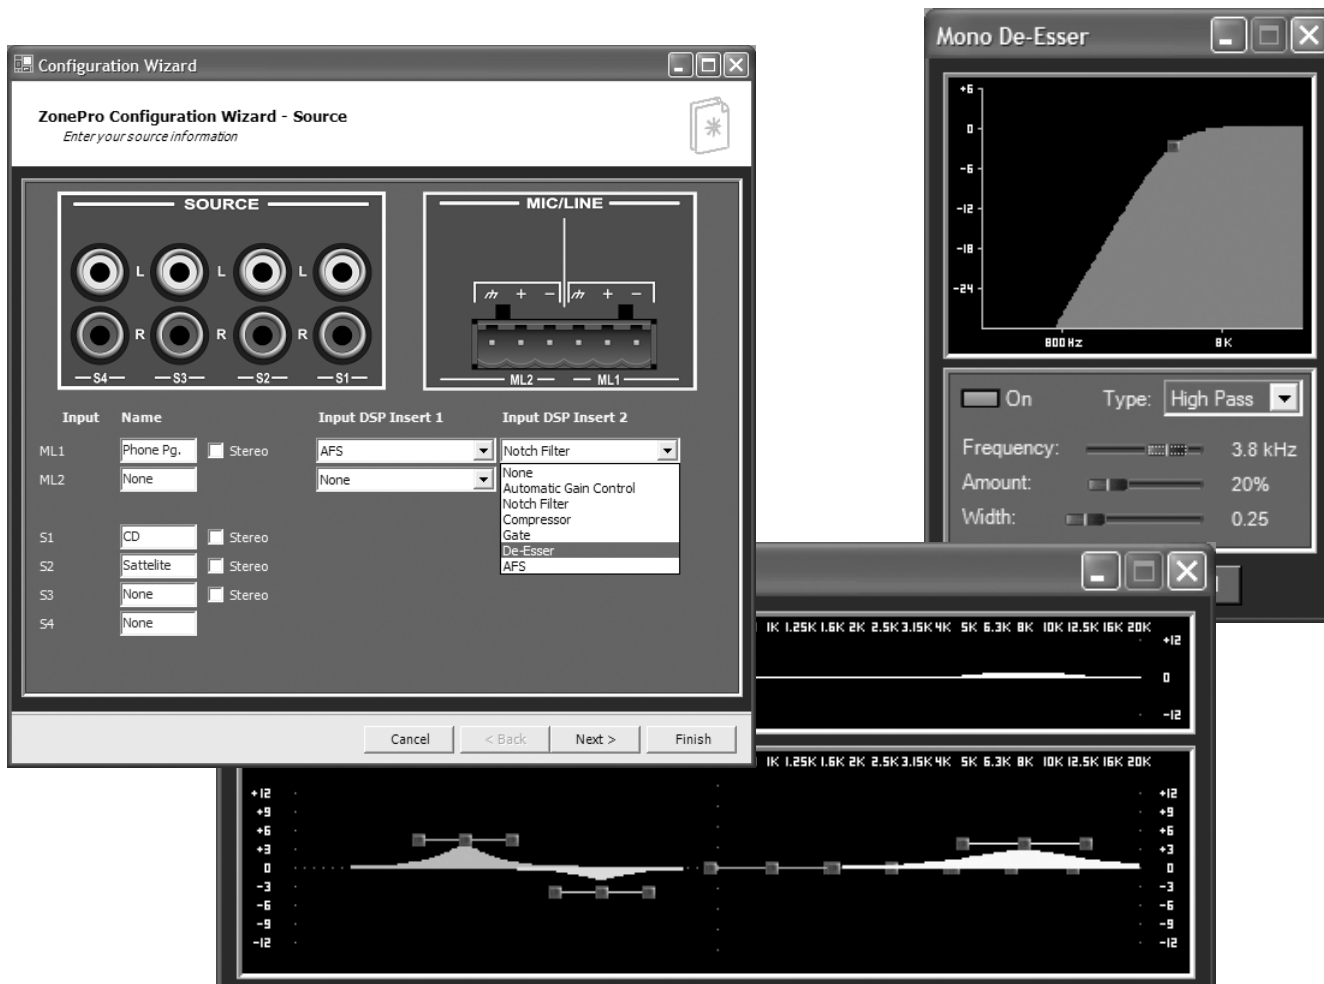 Configuration Wizard
ZonePro Configuration Wizard - Source
Enter your source information
SOURCE
L L L
R R R
S4 S3 S2 S1
MIC/LINE
+ - + -
ML2 ML1
Input Name Input DSP Insert 1 Input DSP Insert 2
ML1 Phone Pg. Stereo AFS Notch Filter
ML2 None None
None
Automatic Gain Control
Notch Filter
Compressor
Gate
De-Esser
AFS
S1 CD Stereo
S2 Sattelite Stereo
S3 None Stereo
S4 None
Cancel < Back Next > Finish
Mono De-Esser
+6
0
-6
-12
-18
-24
800 Hz 8K
On Type: High Pass
Frequency: 3.8 kHz
Amount: 20%
Width: 0.25
1K 1.25K 1.6K 2K 2.5K 3.15K 4K 5K 6.3K 8K 10K 12.5K 16K 20K
+12
0
-12
1K 1.25K 1.6K 2K 2.5K 3.15K 4K 5K 6.3K 8K 10K 12.5K 16K 20K
+12 +12
+9 +9
+6 +6
+3 +3
0 0
-3 -3
-6 -6
-9 -9
-12 -12